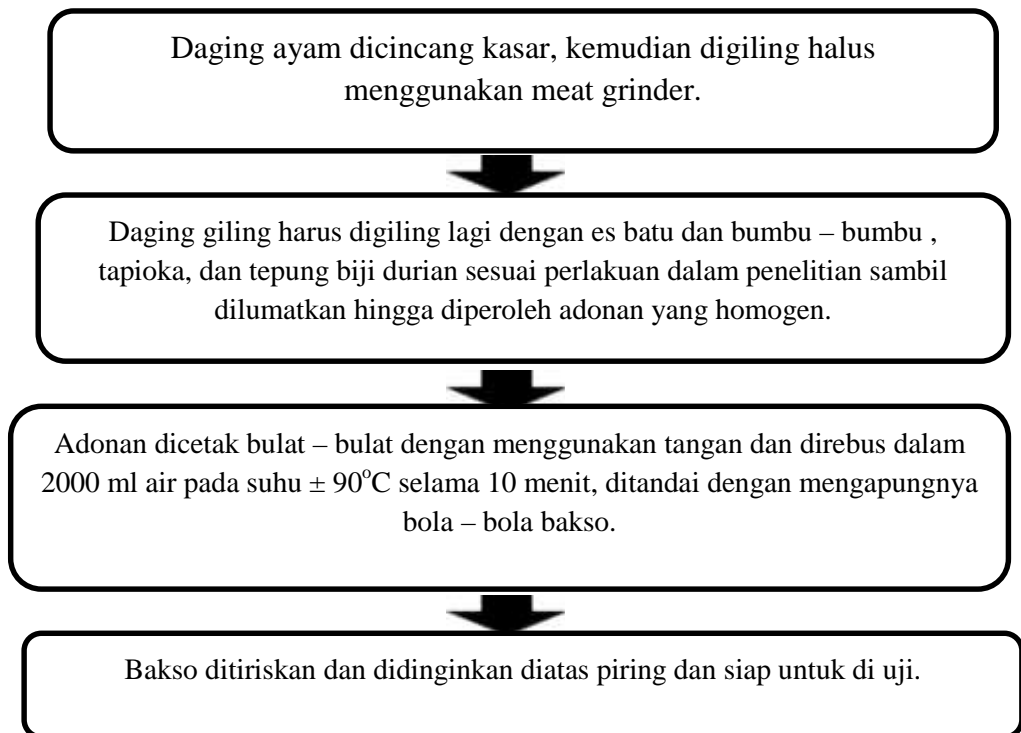 Daging ayam dicincang kasar, kemudian digiling halus
menggunakan meat grinder.
Daging giling harus digiling lagi dengan es batu dan bumbu – bumbu ,
tapioka, dan tepung biji durian sesuai perlakuan dalam penelitian sambil
dilumatkan hingga diperoleh adonan yang homogen.
Adonan dicetak bulat – bulat dengan menggunakan tangan dan direbus dalam
2000 ml air pada suhu ± 90°C selama 10 menit, ditandai dengan mengapungnya
bola – bola bakso.
Bakso ditiriskan dan didinginkan diatas piring dan siap untuk di uji.